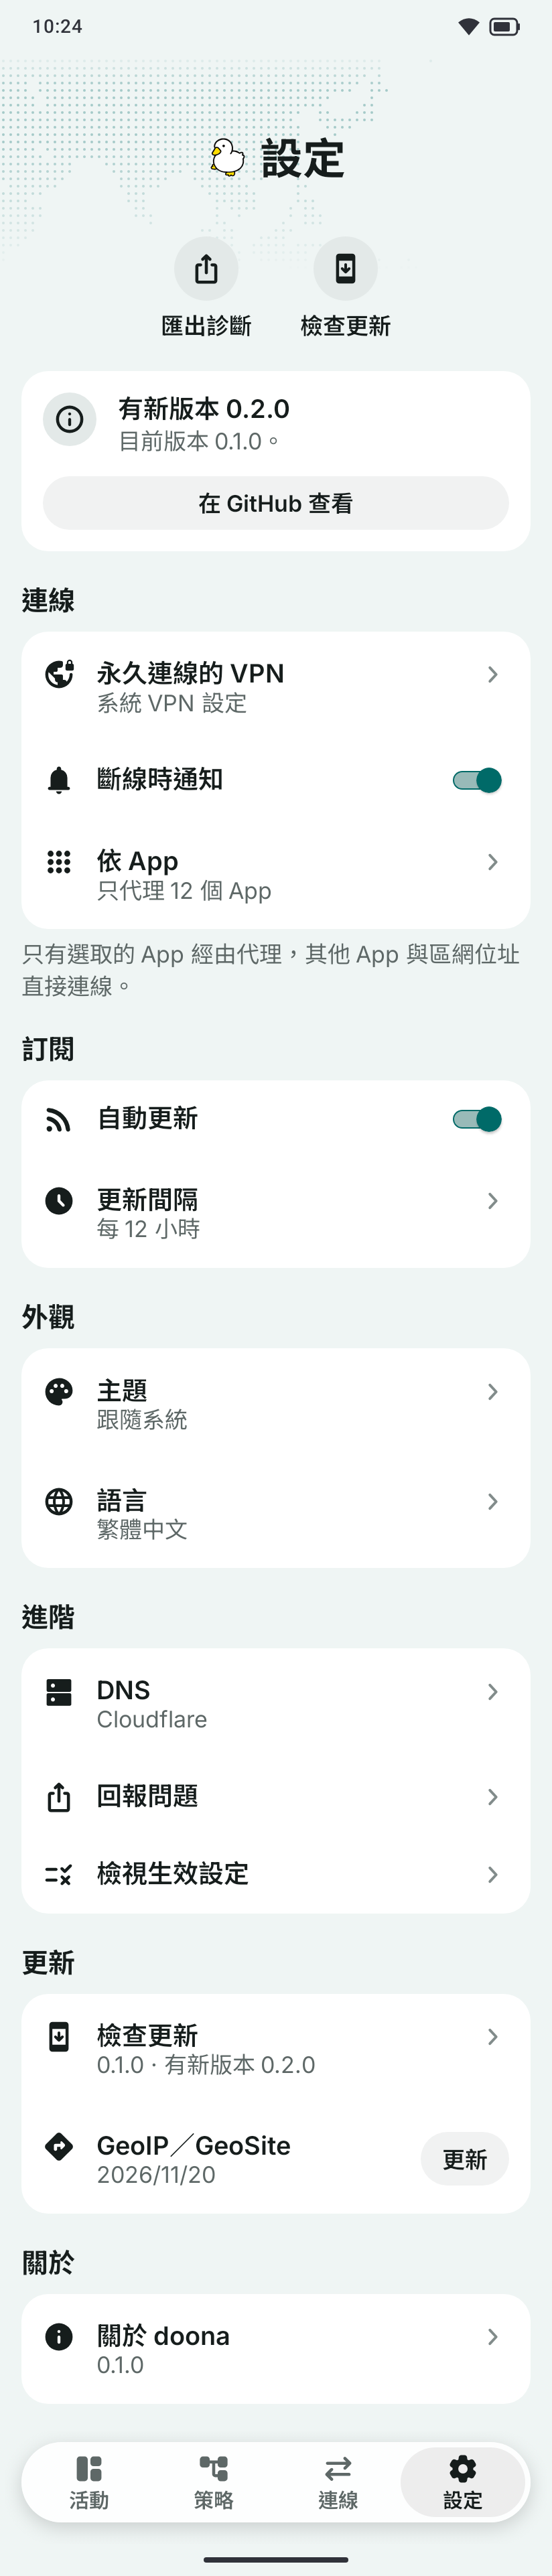 10:24
設定
匯出診斷
檢查更新
有新版本 0.2.0
目前版本 0.1.0。
在 GitHub 查看
連線
永久連線的 VPN
系統 VPN 設定
斷線時通知
依 App
只代理 12 個 App
只有選取的 App 經由代理，其他 App 與區網位址
直接連線。
訂閱
自動更新
更新間隔
每 12 小時
外觀
主題
跟隨系統
語言
繁體中文
進階
DNS
Cloudflare
回報問題
檢視生效設定
更新
檢查更新
0.1.0 · 有新版本 0.2.0
GeoIP／GeoSite
2026/11/20
更新
關於
關於 doona
0.1.0
活動
策略
連線
設定